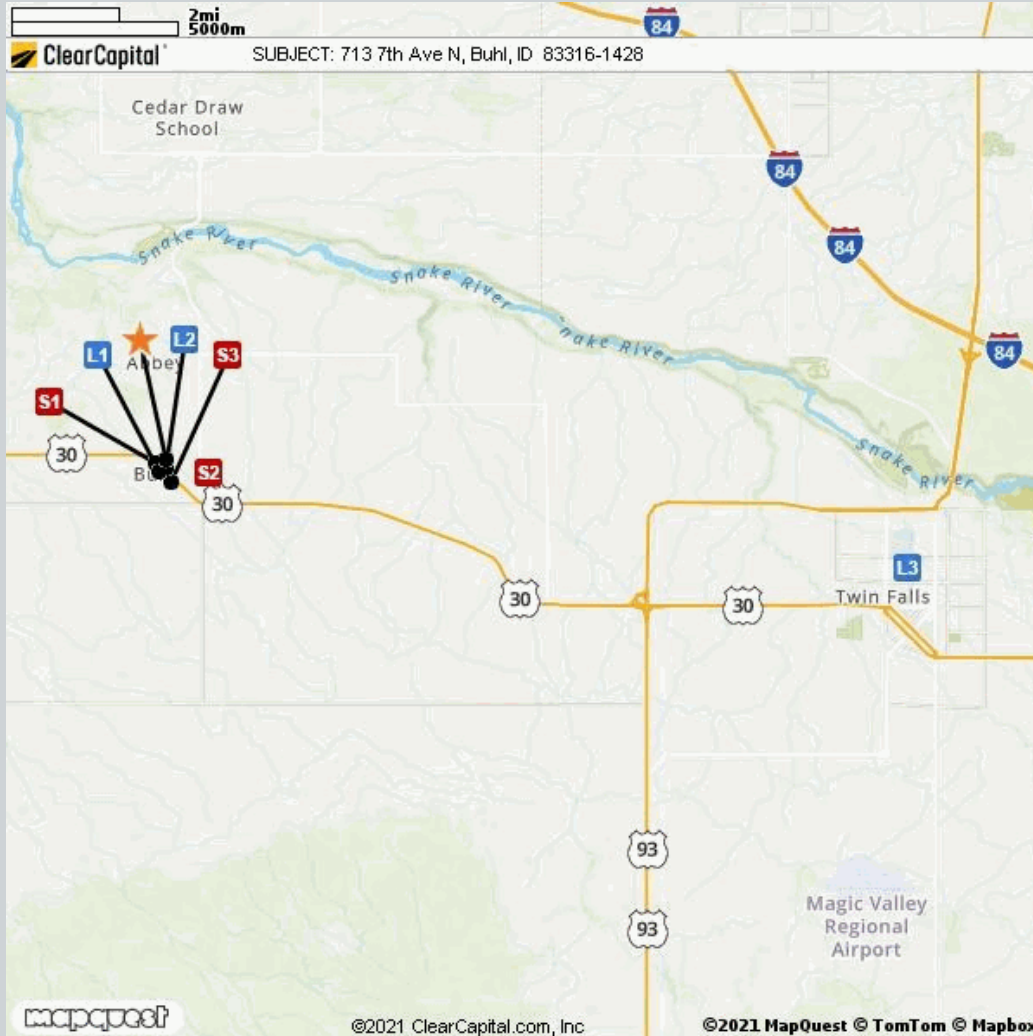 2mi
5000m
84
ClearCapital
SUBJECT: 713 7th Ave N, Buhl, ID 83316-1428
Cedar Draw
School
84
84
Snake River
Snake River
Snake River
84
L1
L2
S3
Abbey
S1
30
S2
30
Snake River
L3
30
30
Twin Falls
93
Magic Valley
Regional
Airport
93
mapquest
©2021 ClearCapital.com, Inc
©2021 MapQuest © TomTom © Mapbo